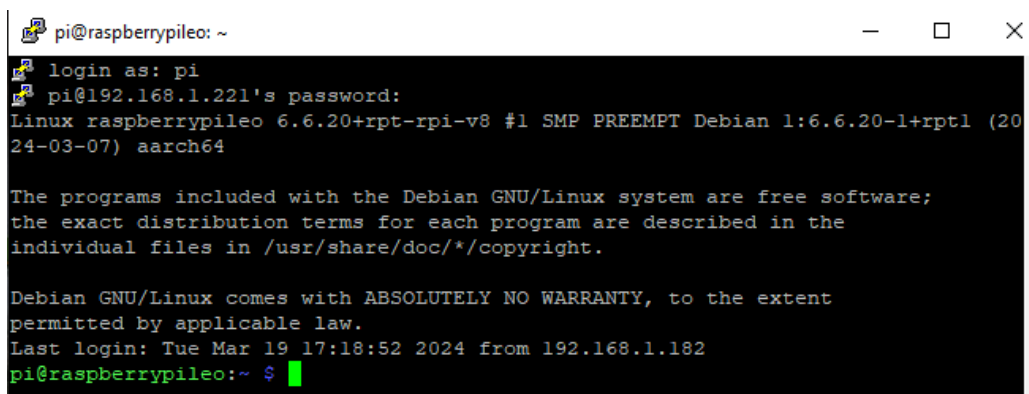 pi@raspberrypileo: ~
login as: pi
pi@192.168.1.221's password:
Linux raspberrypileo 6.6.20+rpt-rpi-v8 #1 SMP PREEMPT Debian 1:6.6.20-1+rpt1 (20
24-03-07) aarch64
The programs included with the Debian GNU/Linux system are free software;
the exact distribution terms for each program are described in the
individual files in /usr/share/doc/*/copyright.
Debian GNU/Linux comes with ABSOLUTELY NO WARRANTY, to the extent
permitted by applicable law.
Last login: Tue Mar 19 17:18:52 2024 from 192.168.1.182
pi@raspberrypileo:~ $